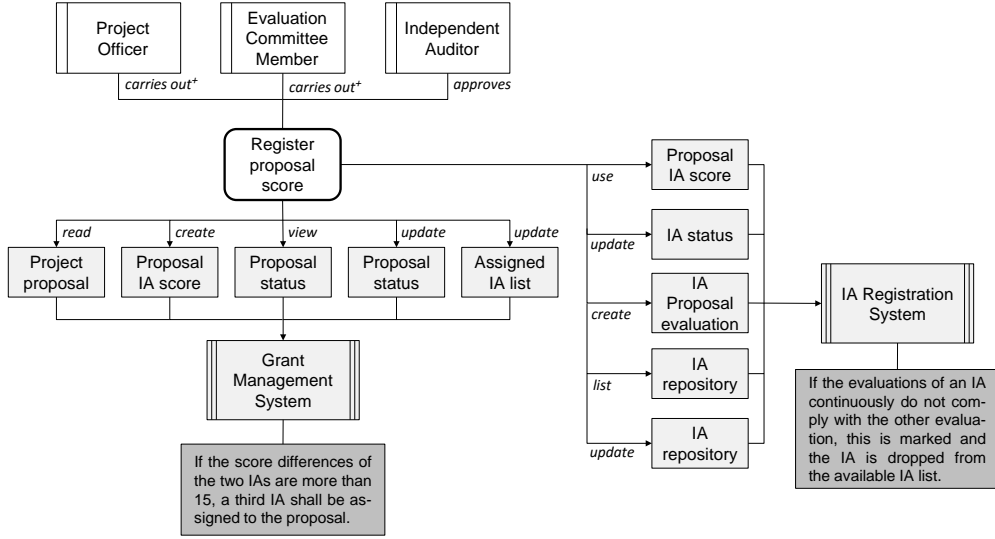 Project
Officer
Evaluation
Committee
Member
Independent
Auditor
carries out+
carries out+
approves
Register
proposal
score
use
Proposal
IA score
update
IA status
read
create
view
update
update
Project
proposal
Proposal
IA score
Proposal
status
Proposal
status
Assigned
IA list
create
IA
Proposal
evaluation
IA Registration
System
Grant
Management
System
list
IA
repository
update
IA
repository
If the evaluations of an IA
continuously do not com-
ply with the other evalua-
tion, this is marked and
the IA is dropped from
the available IA list.
If the score differences of
the two IAs are more than
15, a third IA shall be as-
signed to the proposal.